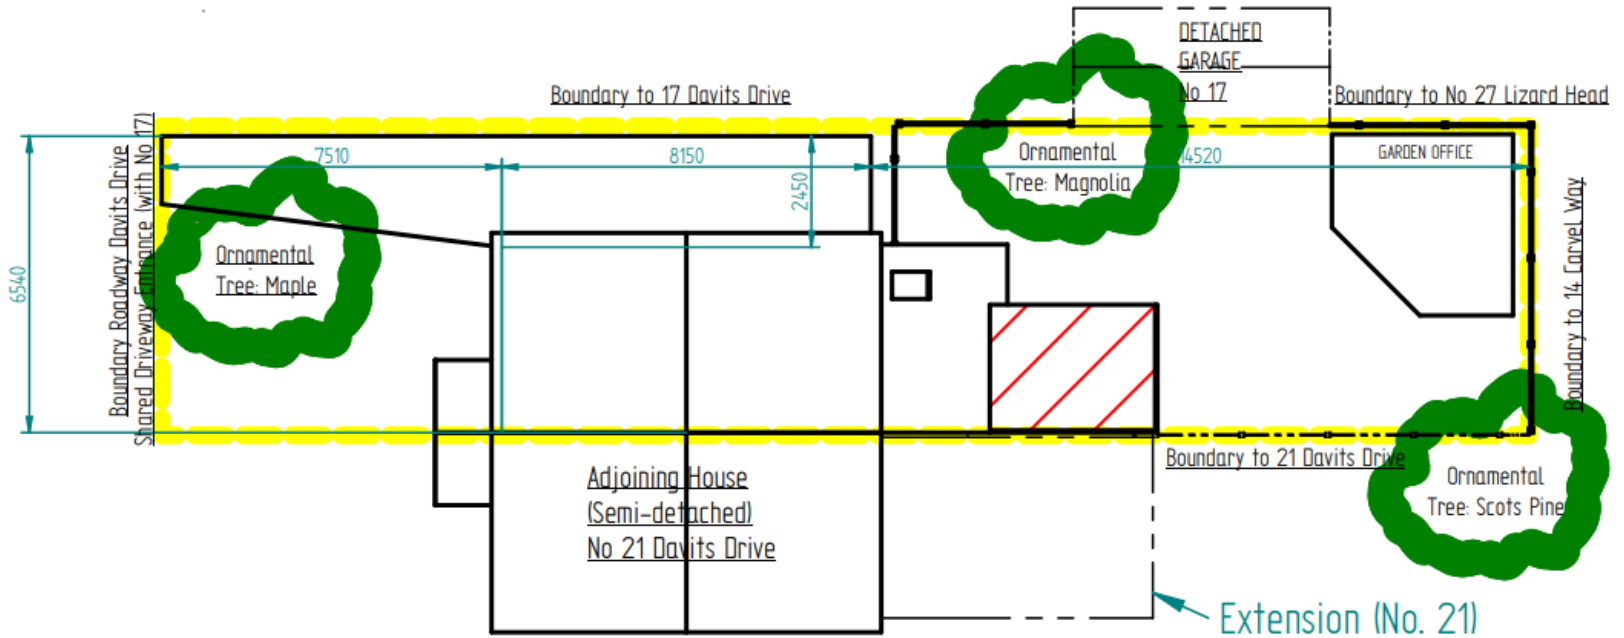 DETACHED
GARAGE
No 17
Boundary to 17 Davits Drive
Boundary to No 27 Lizard Head
7510
8150
14520
2450
6540
Ornamental
Tree: Magnolia
GARDEN OFFICE
Boundary Roadway Davits Drive
Shared Driveway Entrance (with No 17)
Ornamental
Tree: Maple
Boundary to 14 Carvel Way
Boundary to 21 Davits Drive
Adjoining House
(Semi-detached)
No 21 Davits Drive
Ornamental
Tree: Scots Pine
Extension (No. 21)